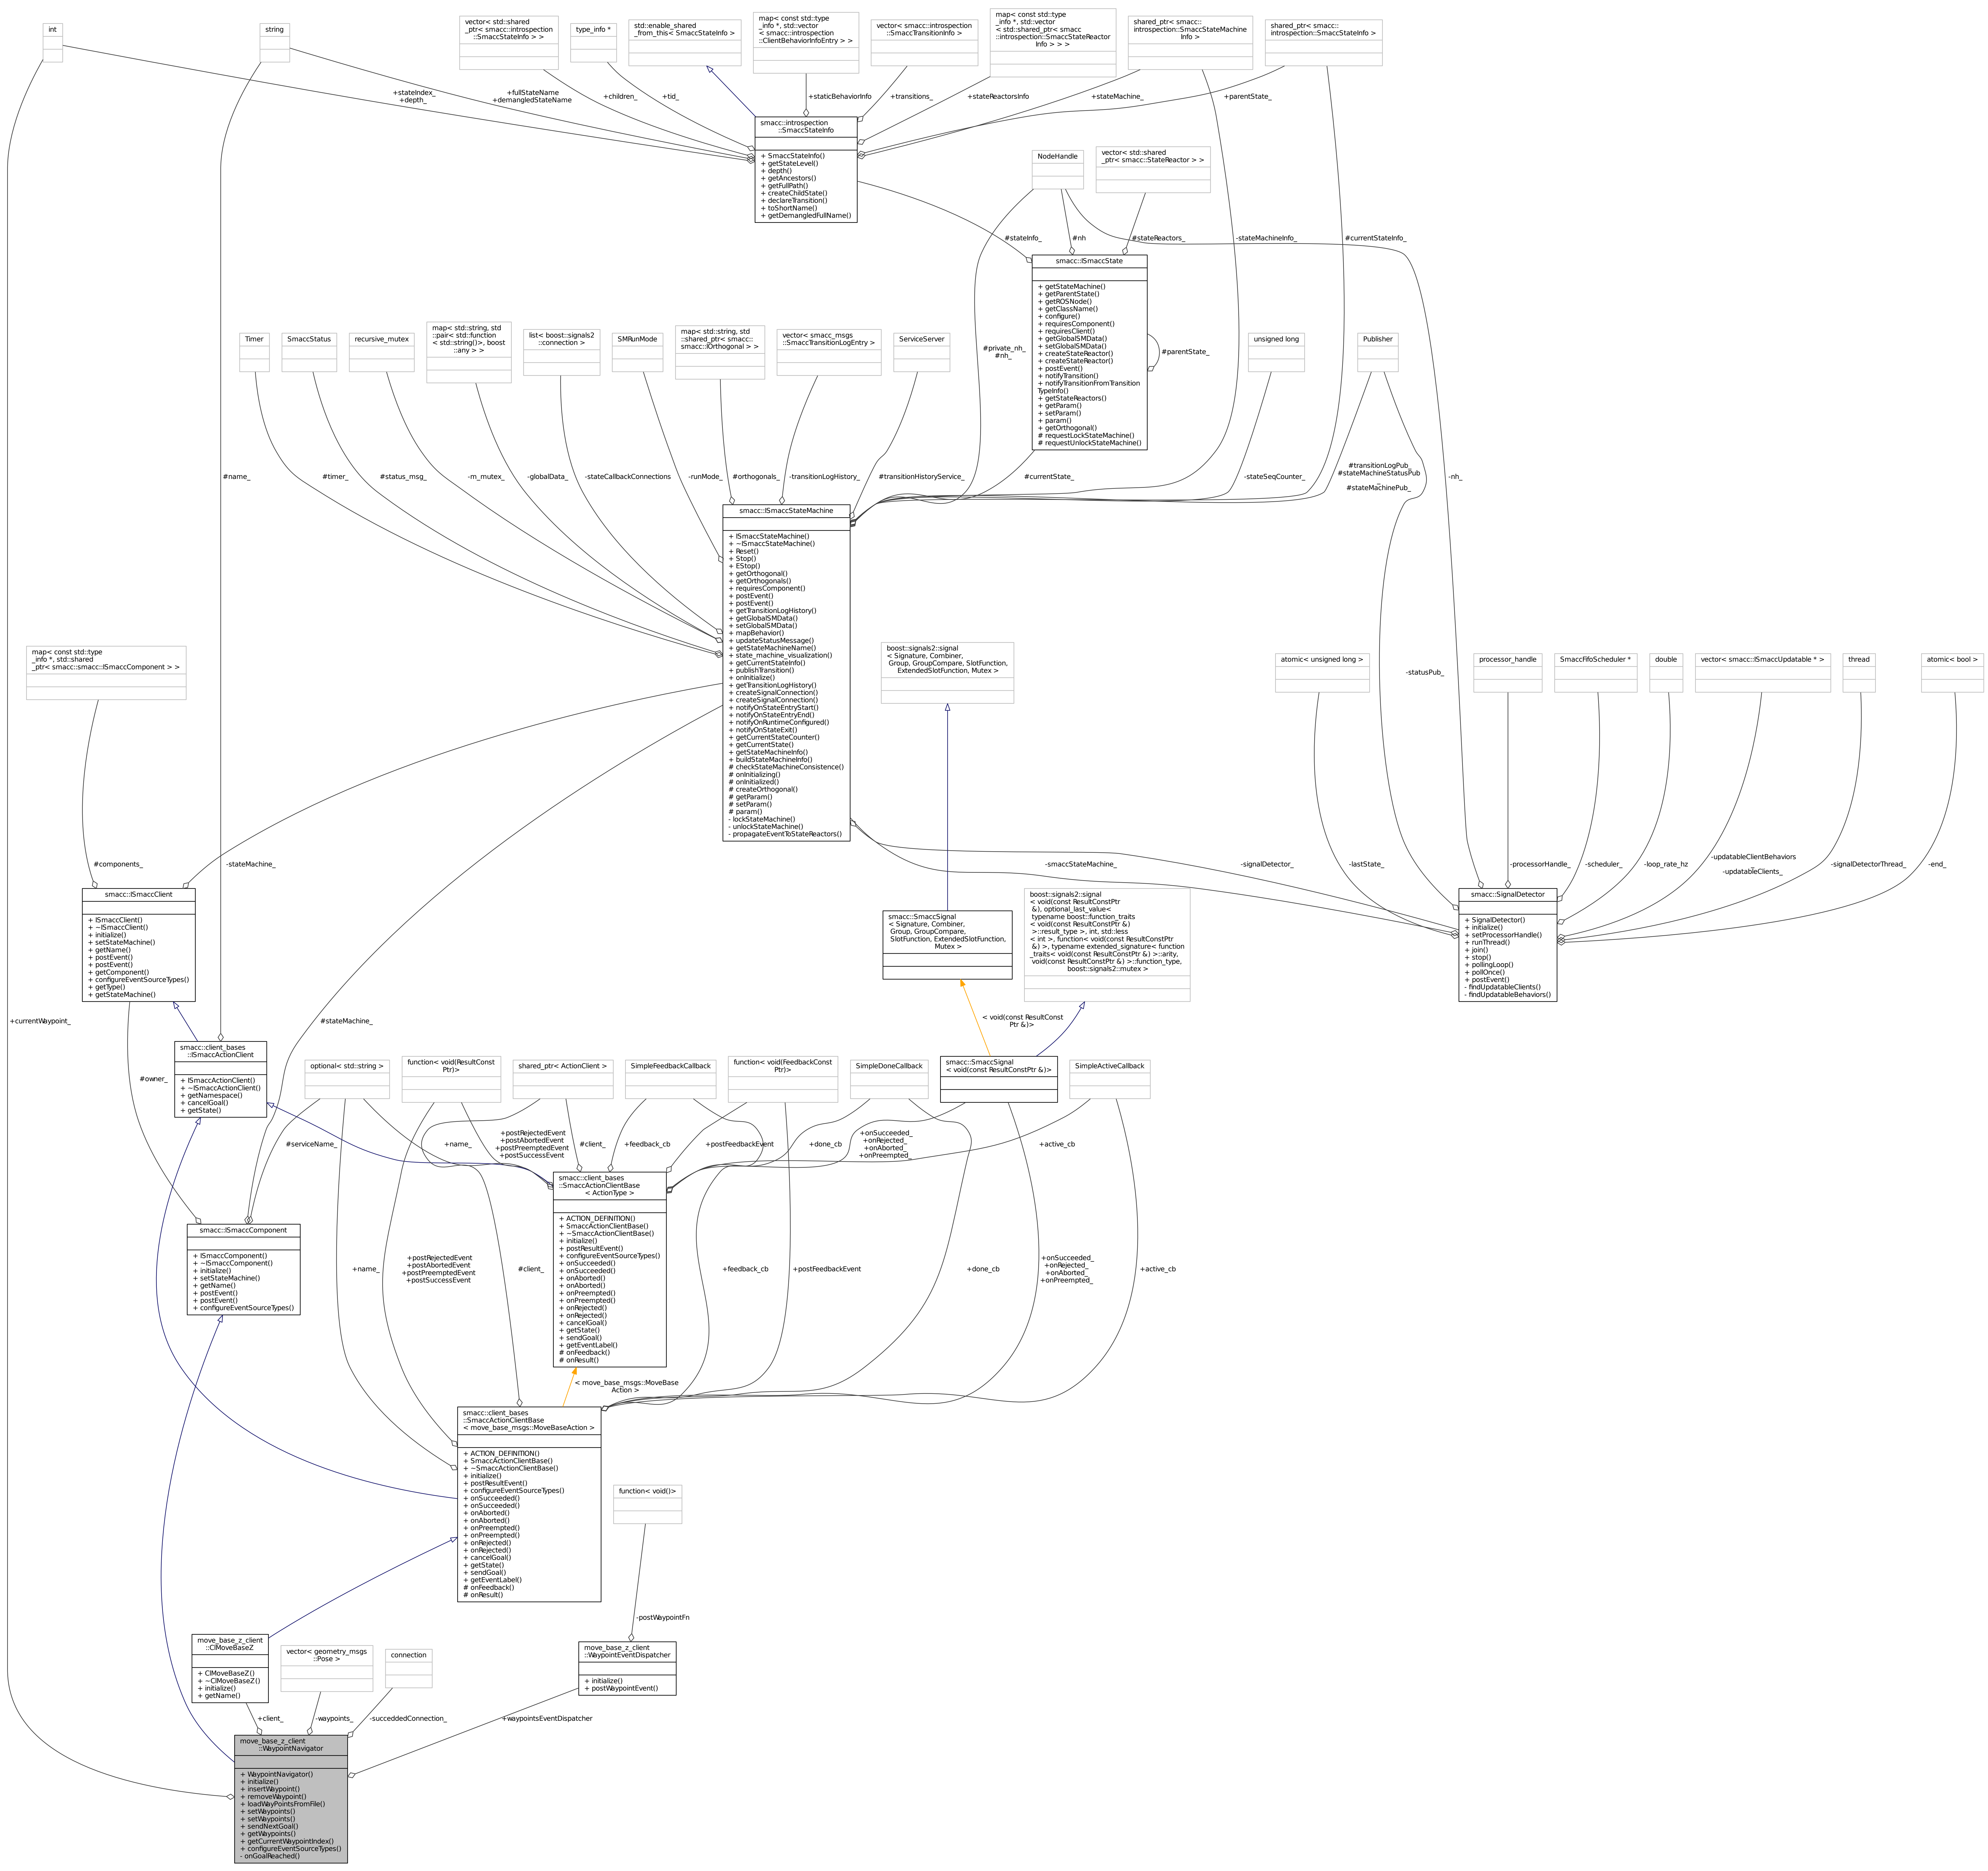 int
string
vector< std::shared
_ptr< smacc::introspection
::SmaccStateInfo > >
type_info *
std::enable_shared
_from_this< SmaccStateInfo >
map< const std::type
_info *, std::vector
< smacc::introspection
::ClientBehaviorInfoEntry > >
vector< smacc::introspection
::SmaccTransitionInfo >
map< const std::type
_info *, std::vector
< std::shared_ptr< smacc
::introspection::SmaccStateReactor
Info > > >
shared_ptr< smacc::
introspection::SmaccStateMachine
Info >
shared_ptr< smacc::
introspection::SmaccStateInfo >
+stateIndex_
+depth_
+fullStateName
+demangledStateName
+children_
+tid_
+staticBehaviorInfo
+transitions_
+stateReactorsInfo
+stateMachine_
+parentState_
smacc::introspection
::SmaccStateInfo
+ SmaccStateInfo()
+ getStateLevel()
+ depth()
+ getAncestors()
+ getFullPath()
+ createChildState()
+ declareTransition()
+ toShortName()
+ getDemangledFullName()
NodeHandle
vector< std::shared
_ptr< smacc::StateReactor > >
#stateInfo_
#nh
#stateReactors_
-stateMachineInfo_
#currentStateInfo_
smacc::ISmaccState
+ getStateMachine()
+ getParentState()
+ getROSNode()
+ getClassName()
+ configure()
+ requiresComponent()
+ requiresClient()
+ getGlobalSMData()
+ setGlobalSMData()
+ createStateReactor()
+ createStateReactor()
+ postEvent()
+ notifyTransition()
+ notifyTransitionFromTransition
TypeInfo()
+ getStateReactors()
+ getParam()
+ setParam()
+ param()
+ getOrthogonal()
# requestLockStateMachine()
# requestUnlockStateMachine()
#parentState_
Timer
SmaccStatus
recursive_mutex
map< std::string, std
::pair< std::function
< std::string()>, boost
::any > >
list< boost::signals2
::connection >
SMRunMode
map< std::string, std
::shared_ptr< smacc::
smacc::IOrthogonal > >
vector< smacc_msgs
::SmaccTransitionLogEntry >
ServiceServer
#private_nh_
#nh_
unsigned long
Publisher
#name_
#timer_
#status_msg_
-m_mutex_
-globalData_
-stateCallbackConnections
-runMode_
#orthogonals_
-transitionLogHistory_
#transitionHistoryService_
#currentState_
-stateSeqCounter_
#transitionLogPub_
#stateMachineStatusPub
_
#stateMachinePub_
-nh_
smacc::ISmaccStateMachine
+ ISmaccStateMachine()
+ ~ISmaccStateMachine()
+ Reset()
+ Stop()
+ EStop()
+ getOrthogonal()
+ getOrthogonals()
+ requiresComponent()
+ postEvent()
+ postEvent()
+ getTransitionLogHistory()
+ getGlobalSMData()
+ setGlobalSMData()
+ mapBehavior()
+ updateStatusMessage()
+ getStateMachineName()
+ state_machine_visualization()
+ getCurrentStateInfo()
+ publishTransition()
+ onInitialize()
+ getTransitionLogHistory()
+ createSignalConnection()
+ createSignalConnection()
+ notifyOnStateEntryStart()
+ notifyOnStateEntryEnd()
+ notifyOnRuntimeConfigured()
+ notifyOnStateExit()
+ getCurrentStateCounter()
+ getCurrentState()
+ getStateMachineInfo()
+ buildStateMachineInfo()
# checkStateMachineConsistence()
# onInitializing()
# onInitialized()
# createOrthogonal()
# getParam()
# setParam()
# param()
- lockStateMachine()
- unlockStateMachine()
- propagateEventToStateReactors()
map< const std::type
_info *, std::shared
_ptr< smacc::smacc::ISmaccComponent > >
boost::signals2::signal
< Signature, Combiner,
Group, GroupCompare, SlotFunction,
ExtendedSlotFunction, Mutex >
atomic< unsigned long >
-statusPub_
processor_handle
SmaccFifoScheduler *
double
vector< smacc::ISmaccUpdatable * >
thread
atomic< bool >
#components_
-stateMachine_
-smaccStateMachine_
-signalDetector_
-lastState_
-processorHandle_
-scheduler_
-loop_rate_hz
-updatableClientBehaviors
_
-updatableClients_
-signalDetectorThread_
-end_
smacc::ISmaccClient
+ ISmaccClient()
+ ~ISmaccClient()
+ initialize()
+ setStateMachine()
+ getName()
+ postEvent()
+ postEvent()
+ getComponent()
+ configureEventSourceTypes()
+ getType()
+ getStateMachine()
smacc::SmaccSignal
< Signature, Combiner,
Group, GroupCompare,
SlotFunction, ExtendedSlotFunction,
Mutex >
boost::signals2::signal
< void(const ResultConstPtr
&), optional_last_value<
typename boost::function_traits
< void(const ResultConstPtr &)
>::result_type >, int, std::less
< int >, function< void(const ResultConstPtr
&) >, typename extended_signature< function
_traits< void(const ResultConstPtr &) >::arity,
void(const ResultConstPtr &) >::function_type,
boost::signals2::mutex >
smacc::SignalDetector
+ SignalDetector()
+ initialize()
+ setProcessorHandle()
+ runThread()
+ join()
+ stop()
+ pollingLoop()
+ pollOnce()
+ postEvent()
- findUpdatableClients()
- findUpdatableBehaviors()
+currentWaypoint_
#stateMachine_
< void(const ResultConst
Ptr &)>
smacc::client_bases
::ISmaccActionClient
+ ISmaccActionClient()
+ ~ISmaccActionClient()
+ getNamespace()
+ cancelGoal()
+ getState()
#owner_
optional< std::string >
function< void(ResultConst
Ptr)>
shared_ptr< ActionClient >
SimpleFeedbackCallback
function< void(FeedbackConst
Ptr)>
SimpleDoneCallback
smacc::SmaccSignal
< void(const ResultConstPtr &)>
SimpleActiveCallback
#serviceName_
+name_
+postRejectedEvent
+postAbortedEvent
+postPreemptedEvent
+postSuccessEvent
#client_
+feedback_cb
+postFeedbackEvent
+done_cb
+onSucceeded_
+onRejected_
+onAborted_
+onPreempted_
+active_cb
smacc::client_bases
::SmaccActionClientBase
< ActionType >
+ ACTION_DEFINITION()
+ SmaccActionClientBase()
+ ~SmaccActionClientBase()
+ initialize()
+ postResultEvent()
+ configureEventSourceTypes()
+ onSucceeded()
+ onSucceeded()
+ onAborted()
+ onAborted()
+ onPreempted()
+ onPreempted()
+ onRejected()
+ onRejected()
+ cancelGoal()
+ getState()
+ sendGoal()
+ getEventLabel()
# onFeedback()
# onResult()
smacc::ISmaccComponent
+ ISmaccComponent()
+ ~ISmaccComponent()
+ initialize()
+ setStateMachine()
+ getName()
+ postEvent()
+ postEvent()
+ configureEventSourceTypes()
+name_
+postRejectedEvent
+postAbortedEvent
+postPreemptedEvent
+postSuccessEvent
#client_
+feedback_cb
+postFeedbackEvent
+done_cb
+onSucceeded_
+onRejected_
+onAborted_
+onPreempted_
+active_cb
< move_base_msgs::MoveBase
Action >
smacc::client_bases
::SmaccActionClientBase
< move_base_msgs::MoveBaseAction >
+ ACTION_DEFINITION()
+ SmaccActionClientBase()
+ ~SmaccActionClientBase()
+ initialize()
+ postResultEvent()
+ configureEventSourceTypes()
+ onSucceeded()
+ onSucceeded()
+ onAborted()
+ onAborted()
+ onPreempted()
+ onPreempted()
+ onRejected()
+ onRejected()
+ cancelGoal()
+ getState()
+ sendGoal()
+ getEventLabel()
# onFeedback()
# onResult()
function< void()>
-postWaypointFn
move_base_z_client
::ClMoveBaseZ
+ ClMoveBaseZ()
+ ~ClMoveBaseZ()
+ initialize()
+ getName()
vector< geometry_msgs
::Pose >
connection
move_base_z_client
::WaypointEventDispatcher
+ initialize()
+ postWaypointEvent()
+client_
-waypoints_
-succeddedConnection_
+waypointsEventDispatcher
move_base_z_client
::WaypointNavigator
+ WaypointNavigator()
+ initialize()
+ insertWaypoint()
+ removeWaypoint()
+ loadWayPointsFromFile()
+ setWaypoints()
+ setWaypoints()
+ sendNextGoal()
+ getWaypoints()
+ getCurrentWaypointIndex()
+ configureEventSourceTypes()
- onGoalReached()